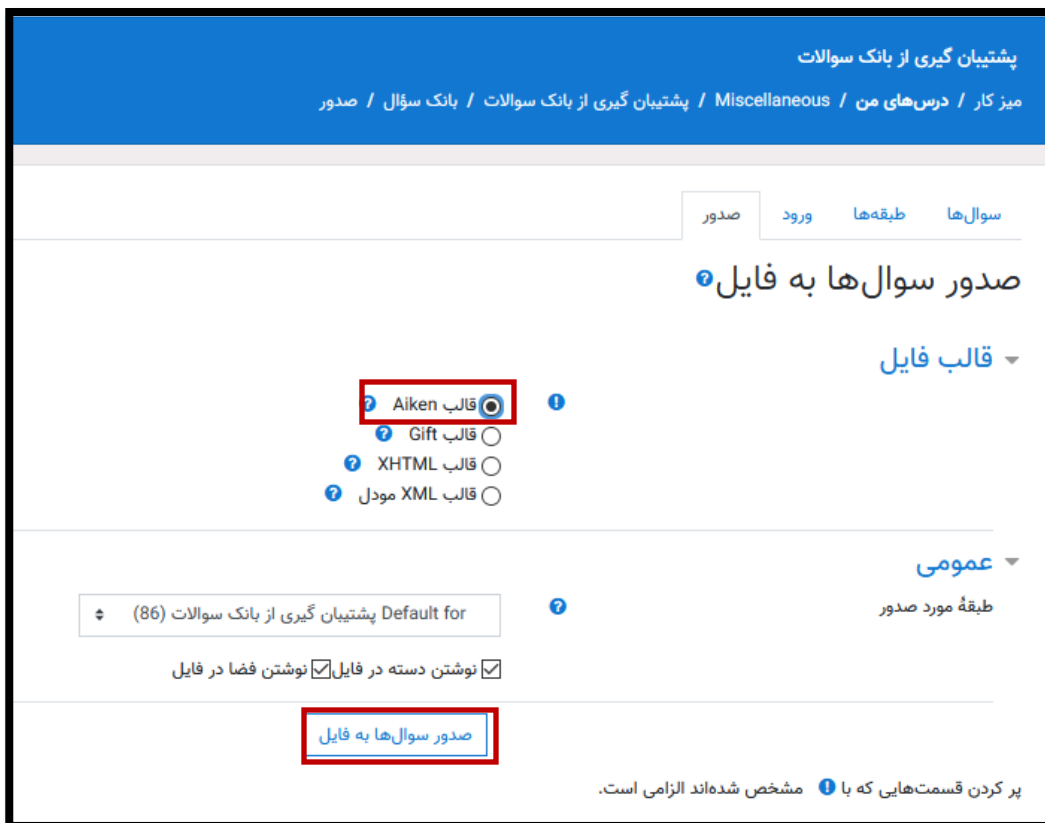 پشتیبان گیری از بانک سوالات
میز کار / درس‌های من / Miscellaneous / پشتیبان گیری از بانک سوالات / بانک سؤال / صدور
سوال‌ها طبقه‌ها ورود صدور
صدور سوال‌ها به فایل
قالب فایل
قالب Aiken
قالب Gift
قالب XHTML
قالب XML مودل
عمومی
طبقهٔ مورد صدور
Default for پشتیبان گیری از بانک سوالات (86)
نوشتن دسته در فایل نوشتن فضا در فایل
صدور سوال‌ها به فایل
پر کردن قسمت‌هایی که با مشخص شده‌اند الزامی است.